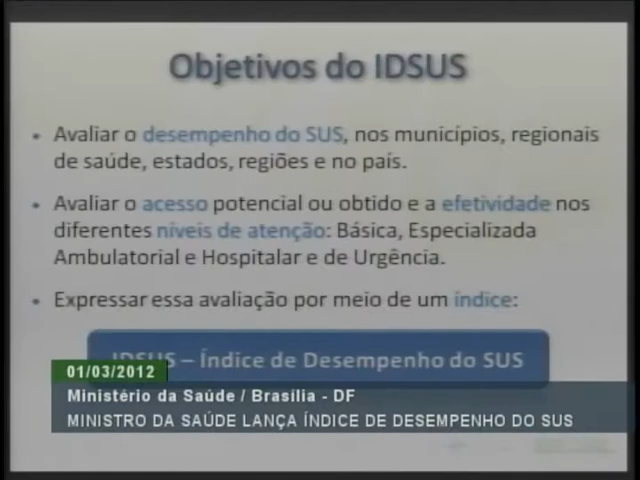 Objetivos do IDSUS
• Avaliar o desempenho do SUS, nos municípios, regionais
de saúde, estados, regiões e no país.
• Avaliar o acesso potencial ou obtido e a efetividade nos
diferentes níveis de atenção: Básica, Especializada
Ambulatorial e Hospitalar e de Urgência.
• Expressar essa avaliação por meio de um índice:
IDSUS – Índice de Desempenho do SUS
01/03/2012
Ministério da Saúde / Brasília - DF
MINISTRO DA SAÚDE LANÇA ÍNDICE DE DESEMPENHO DO SUS